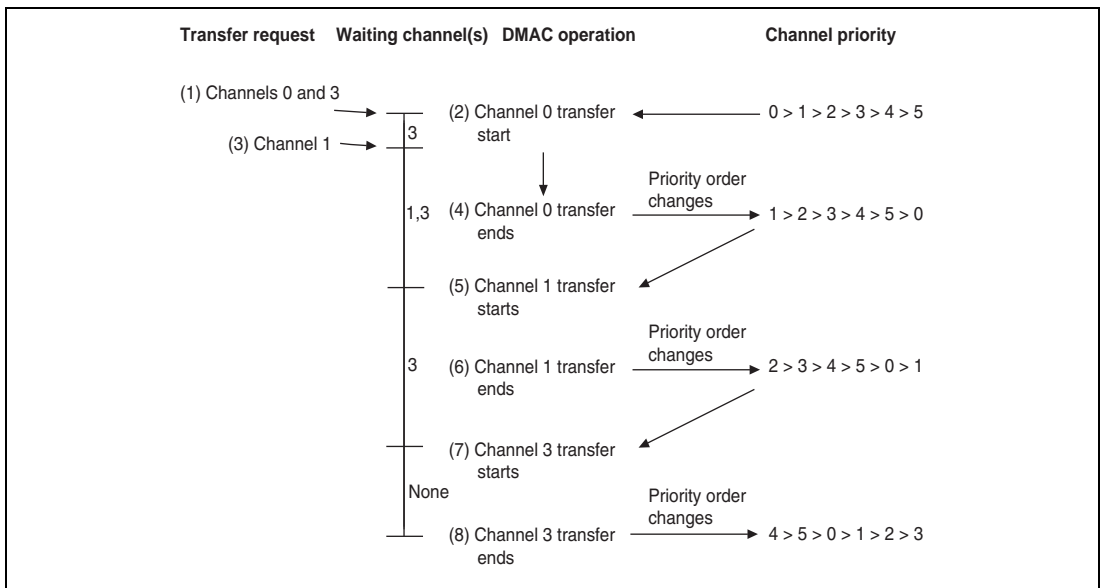 Transfer request Waiting channel(s) DMAC operation Channel priority
(1) Channels 0 and 3
(2) Channel 0 transfer
start
0 > 1 > 2 > 3 > 4 > 5
3
(3) Channel 1
Priority order
changes
1,3
(4) Channel 0 transfer
ends
1 > 2 > 3 > 4 > 5 > 0
(5) Channel 1 transfer
starts
Priority order
changes
3
(6) Channel 1 transfer
ends
2 > 3 > 4 > 5 > 0 > 1
(7) Channel 3 transfer
starts
None
Priority order
changes
(8) Channel 3 transfer
ends
4 > 5 > 0 > 1 > 2 > 3